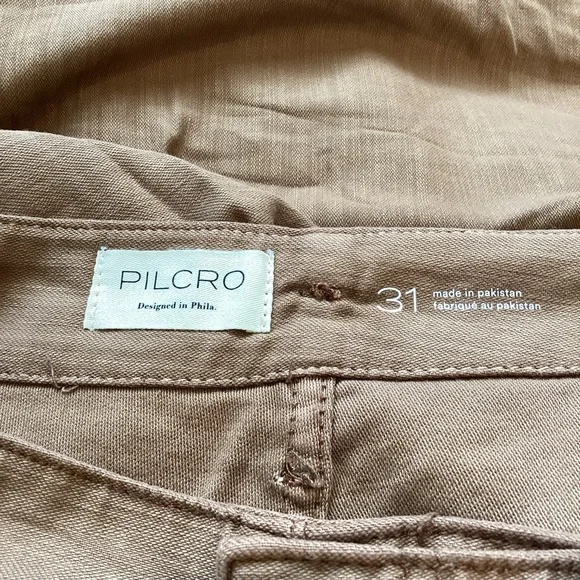 PILCRO
Designed in Phila.
31
made in pakistan
fabriqué au pakistan